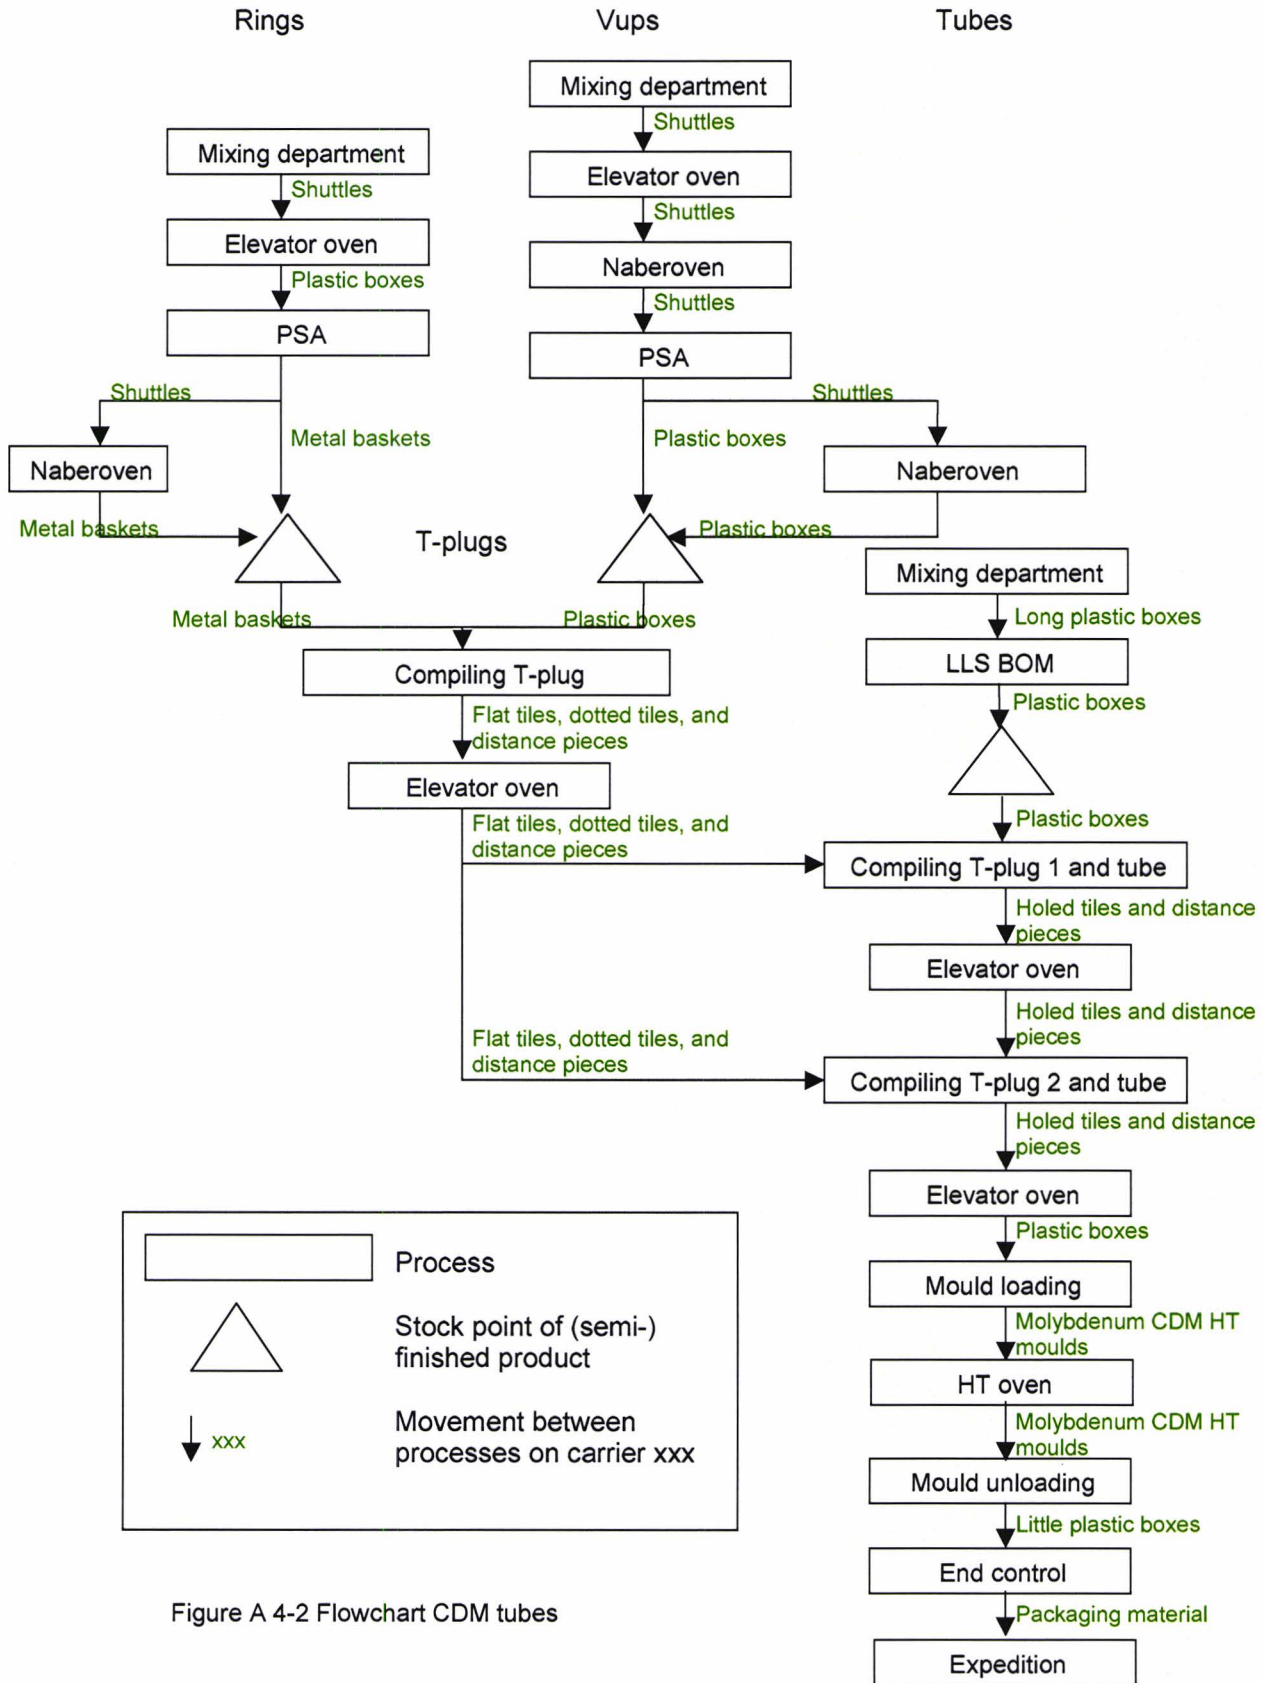 Rings
Vups
Tubes
Mixing department
Shuttles
Elevator oven
Plastic boxes
PSA
Shuttles
Metal baskets
Naberoven
Metal baskets
Mixing department
Shuttles
Elevator oven
Shuttles
Naberoven
Shuttles
PSA
Shuttles
Plastic boxes
Naberoven
Plastic boxes
T-plugs
Metal baskets
Plastic boxes
Compiling T-plug
Flat tiles, dotted tiles, and
distance pieces
Elevator oven
Flat tiles, dotted tiles, and
distance pieces
Flat tiles, dotted tiles, and
distance pieces
Mixing department
Long plastic boxes
LLS BOM
Plastic boxes
Plastic boxes
Compiling T-plug 1 and tube
Holed tiles and distance
pieces
Elevator oven
Holed tiles and distance
pieces
Compiling T-plug 2 and tube
Holed tiles and distance
pieces
Elevator oven
Plastic boxes
Mould loading
Molybdenum CDM HT
moulds
HT oven
Molybdenum CDM HT
moulds
Mould unloading
Little plastic boxes
End control
Packaging material
Expedition
Process
Stock point of (semi-)
finished product
xxx
Movement between
processes on carrier xxx
Figure A 4-2 Flowchart CDM tubes